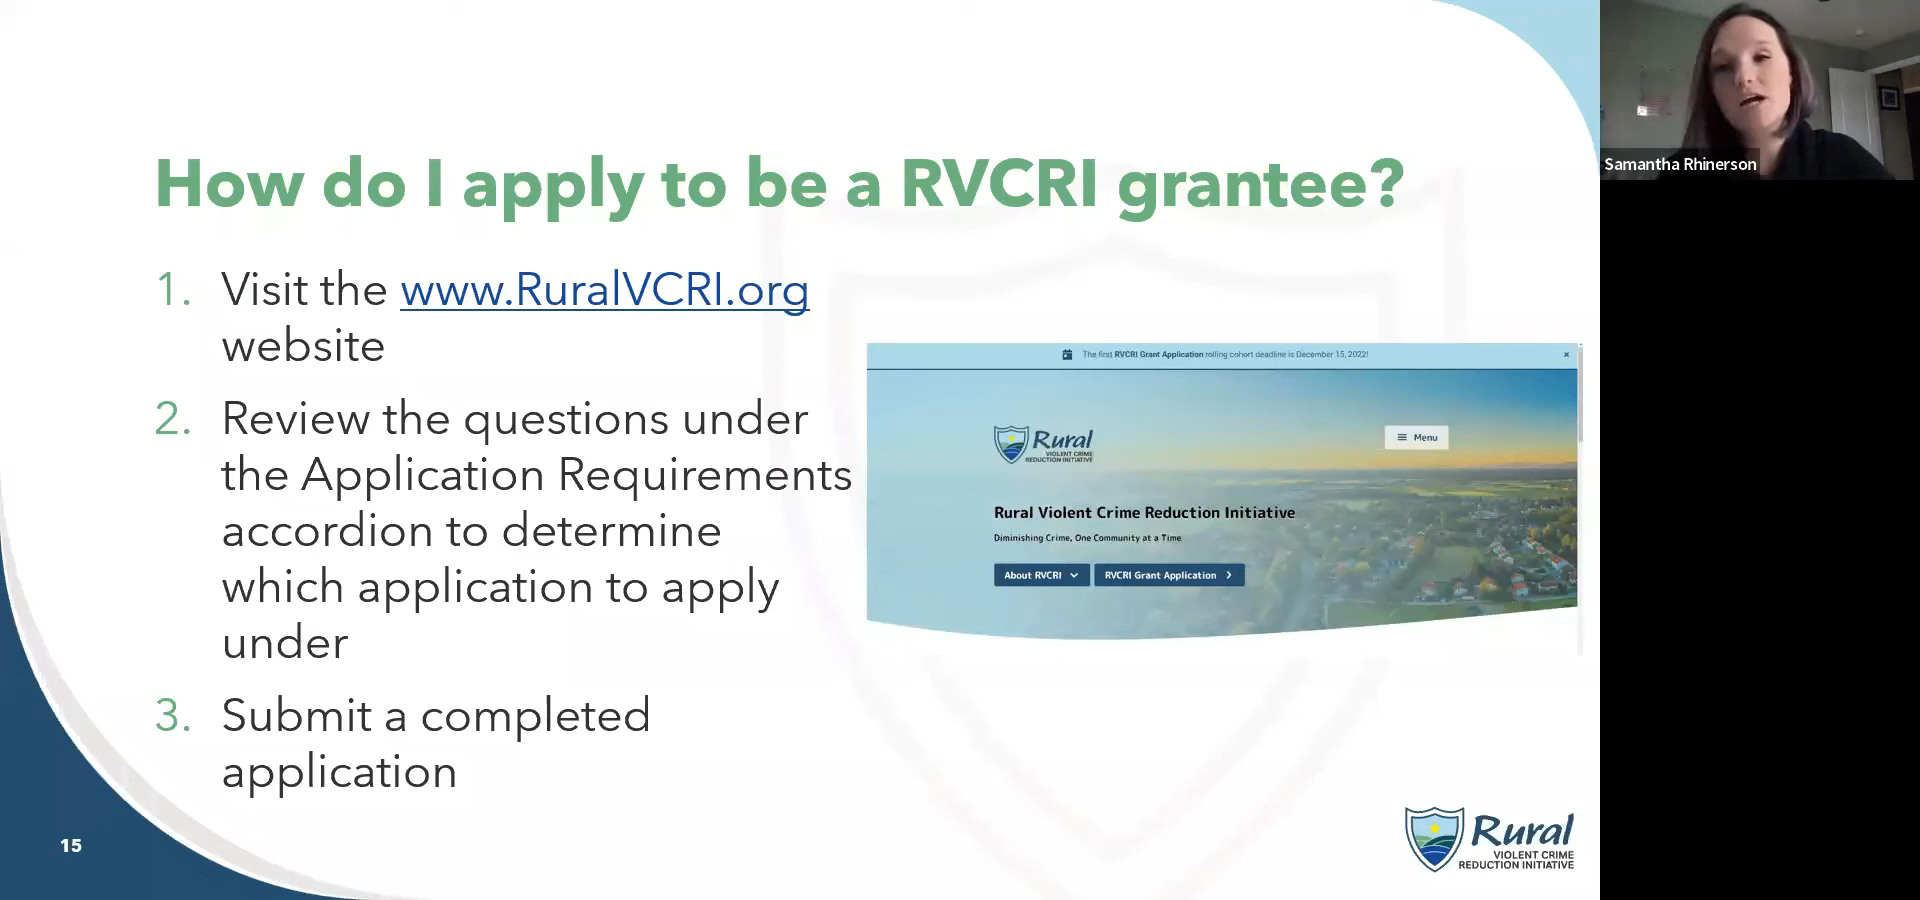 How do I apply to be a RVCRI grantee?
1. Visit the www.RuralVCRI.org
website
2. Review the questions under
the Application Requirements
accordion to determine
which application to apply
under
3. Submit a completed
application
The first RVCRI Grant Application rolling cohort deadline is December 15, 2022!
×
Rural
VIOLENT CRIME
REDUCTION INITIATIVE
Menu
Rural Violent Crime Reduction Initiative
Diminishing Crime, One Community at a Time
About RVCRI
RVCRI Grant Application
15
Rural
VIOLENT CRIME
REDUCTION INITIATIVE
Samantha Rhinerson